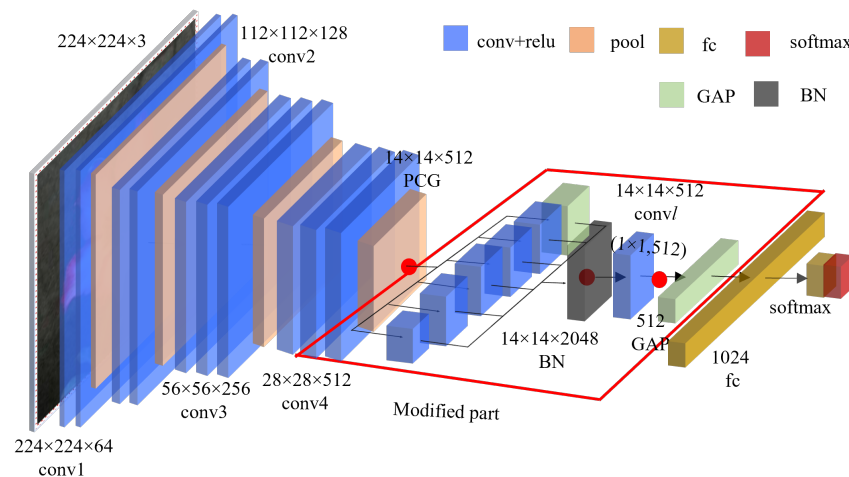 224×224×3
112×112×128
conv2
conv+relu
pool
fc
softmax
GAP
BN
14×14×512
PCG
14×14×512
convl
(1×1,512)
512
GAP
softmax
14×14×2048
BN
1024
fc
56×56×256
conv3
28×28×512
conv4
Modified part
224×224×64
conv1